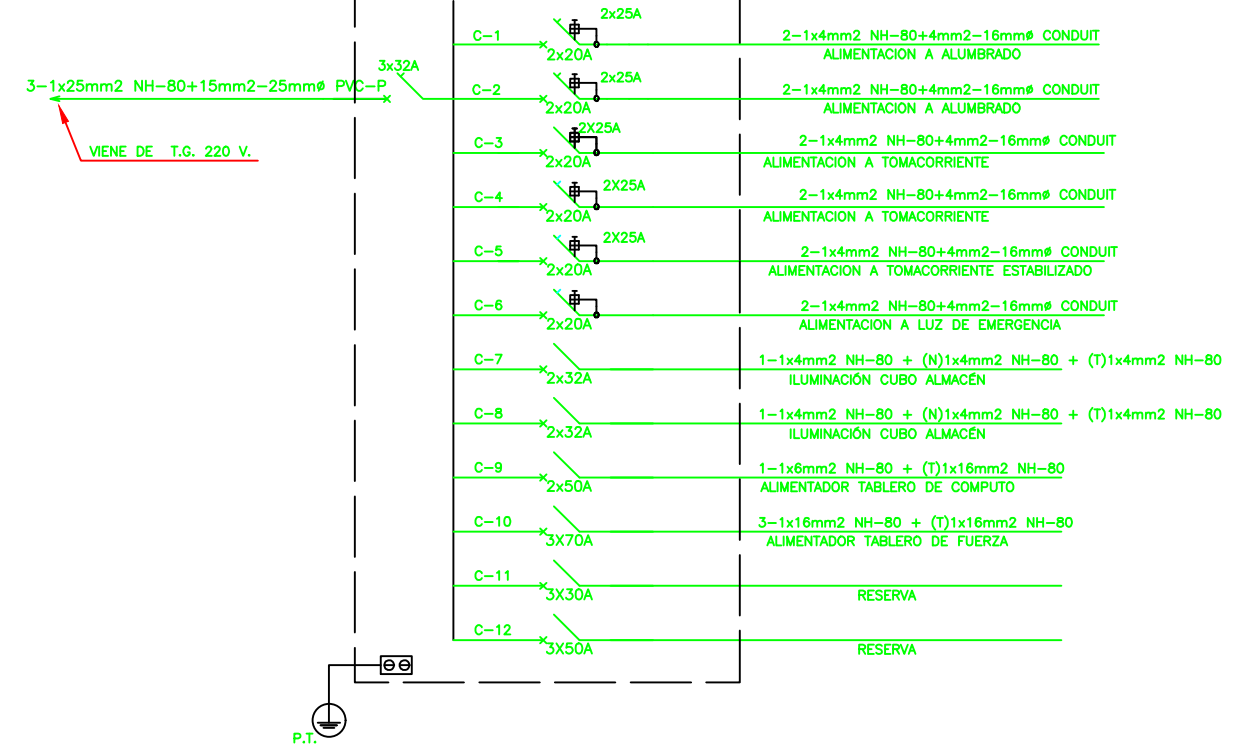 2x25A
C-1
2x20A
2-1x4mm2 NH-80+4mm2-16mmø CONDUIT
ALIMENTACION A ALUMBRADO
3-1x25mm2 NH-80+15mm2-25mmø PVC-P
3x32A
VIENE DE T.G. 220 V.
2x25A
C-2
2x20A
2-1x4mm2 NH-80+4mm2-16mmø CONDUIT
ALIMENTACION A ALUMBRADO
2X25A
C-3
2x20A
2-1x4mm2 NH-80+4mm2-16mmø CONDUIT
ALIMENTACION A TOMACORRIENTE
2X25A
C-4
2x20A
2-1x4mm2 NH-80+4mm2-16mmø CONDUIT
ALIMENTACION A TOMACORRIENTE
2X25A
C-5
2x20A
2-1x4mm2 NH-80+4mm2-16mmø CONDUIT
ALIMENTACION A TOMACORRIENTE ESTABILIZADO
C-6
2x20A
2-1x4mm2 NH-80+4mm2-16mmø CONDUIT
ALIMENTACION A LUZ DE EMERGENCIA
C-7
2x32A
1-1x4mm2 NH-80 + (N)1x4mm2 NH-80 + (T)1x4mm2 NH-80
ILUMINACIÓN CUBO ALMACÉN
C-8
2x32A
1-1x4mm2 NH-80 + (N)1x4mm2 NH-80 + (T)1x4mm2 NH-80
ILUMINACIÓN CUBO ALMACÉN
C-9
2x50A
1-1x6mm2 NH-80 + (T)1x16mm2 NH-80
ALIMENTADOR TABLERO DE COMPUTO
C-10
3X70A
3-1x16mm2 NH-80 + (T)1x16mm2 NH-80
ALIMENTADOR TABLERO DE FUERZA
C-11
3X30A
RESERVA
C-12
3X50A
RESERVA
P.T.